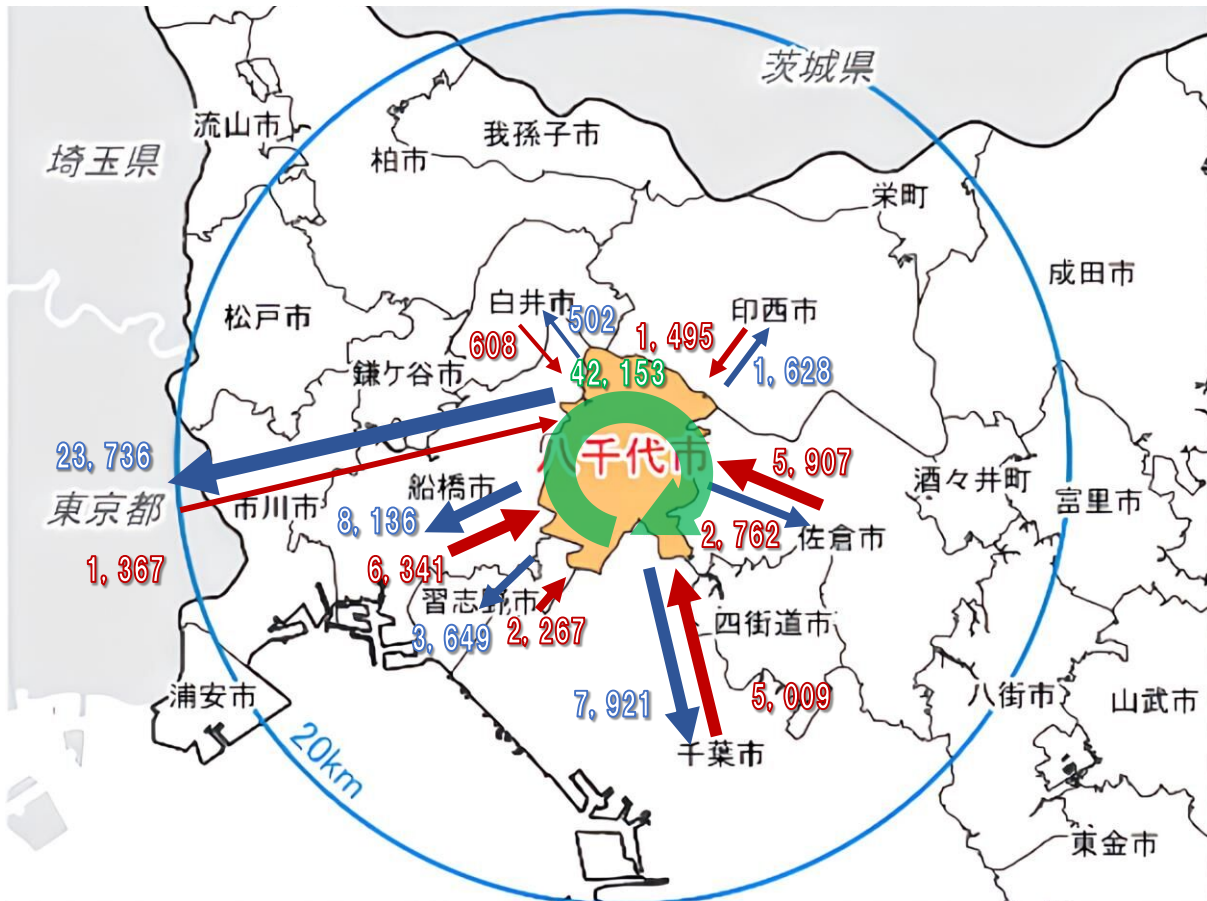 茨城県
流山市
我孫子市
埼玉県
柏市
栄町
成田市
白井市
印西市
松戸市
502
1,495
608
鎌ケ谷市
42,153
1,628
23,736
八千代市
5,907
船橋市
酒々井町
富里市
東京都
市川市
8,136
2,762
佐倉市
1,367
6,341
習志野市
四街道市
3,649
2,267
浦安市
7,921
5,009
八街市
山武市
千葉市
20km
東金市